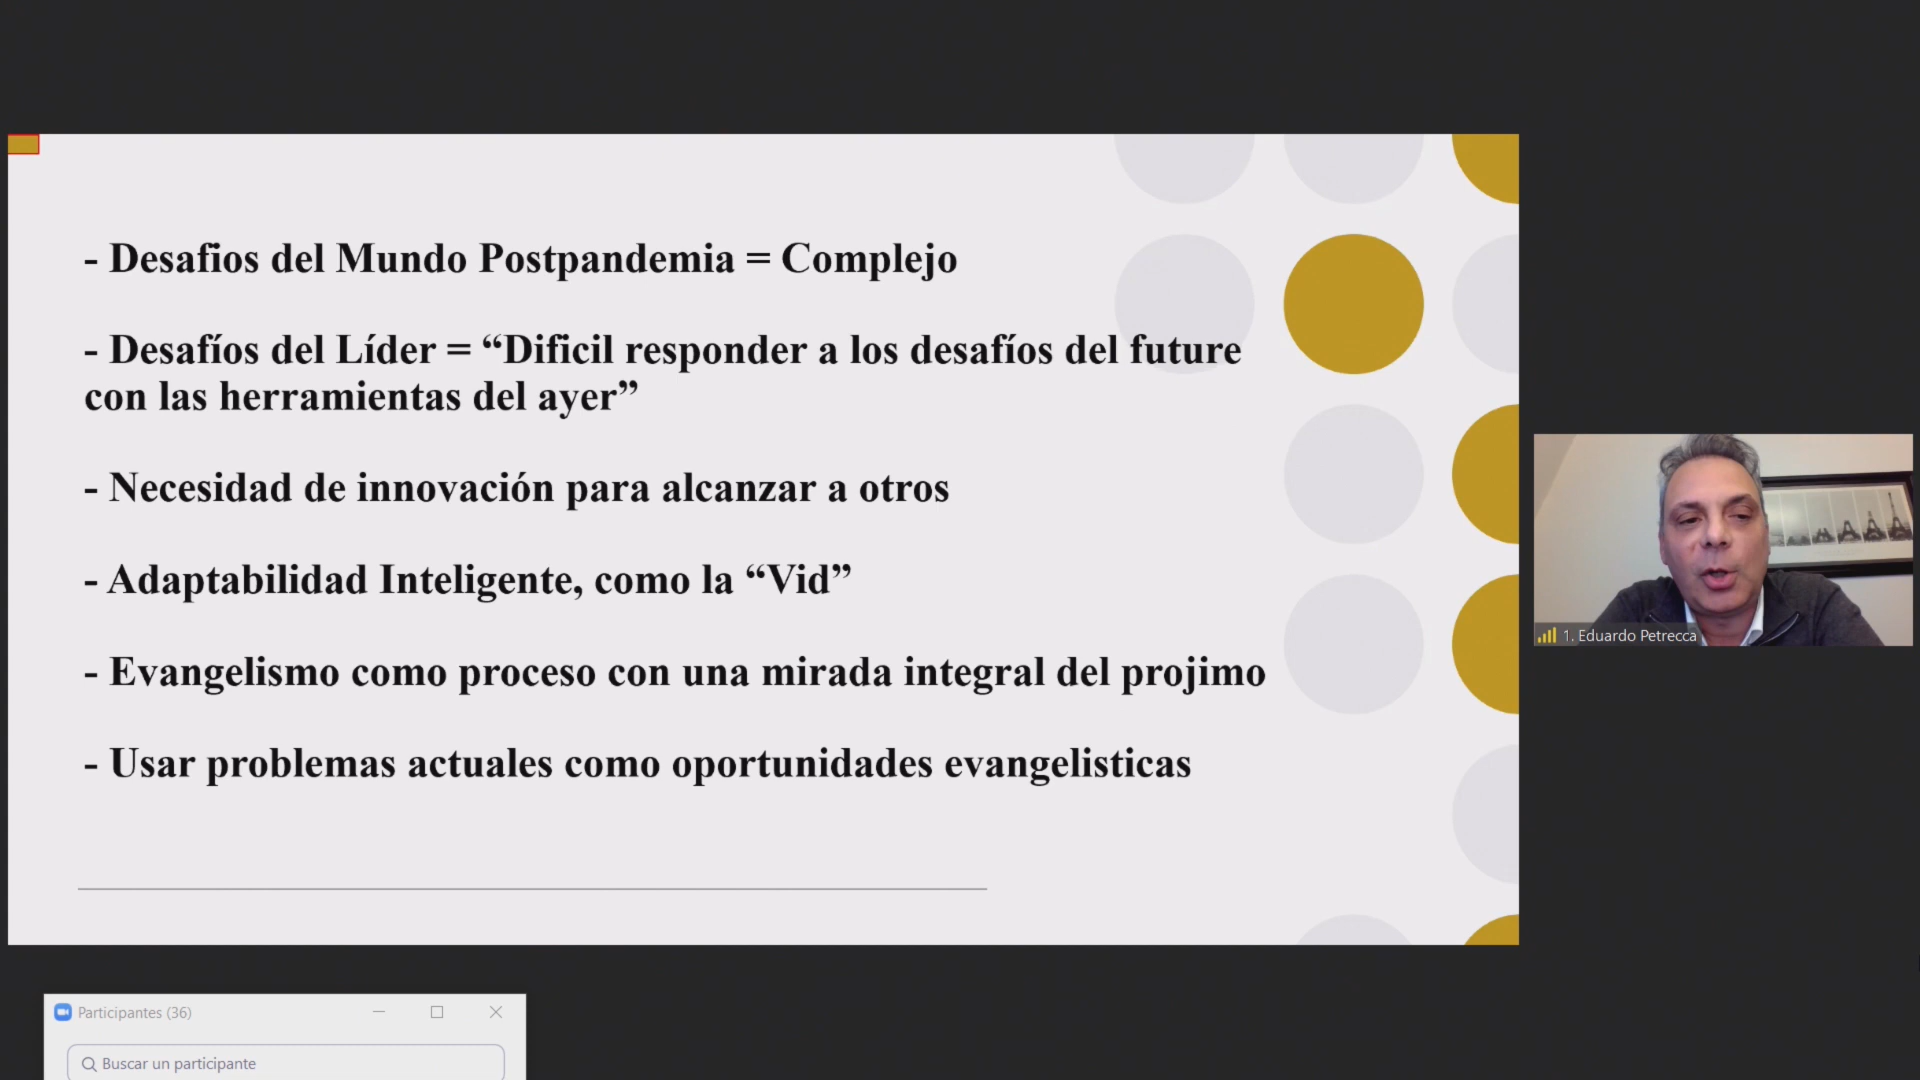 - Desafios del Mundo Postpandemia = Complejo
- Desafíos del Líder = “Dificil responder a los desafíos del future
con las herramientas del ayer”
- Necesidad de innovación para alcanzar a otros
- Adaptabilidad Inteligente, como la “Vid”
- Evangelismo como proceso con una mirada integral del projimo
- Usar problemas actuales como oportunidades evangelisticas
1. Eduardo Petrecca
Participantes (36)
Buscar un participante